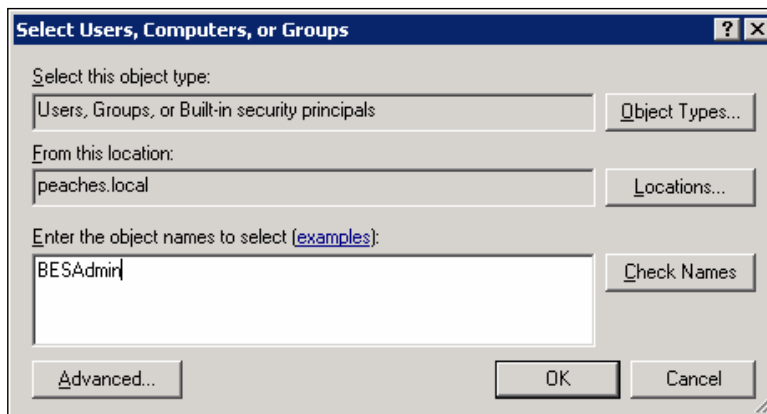 Select Users, Computers, or Groups
Select this object type:
Users, Groups, or Built-in security principals
Object Types...
From this location:
peaches.local
Locations...
Enter the object names to select (examples):
BESAdmin
Check Names
Advanced...
OK
Cancel